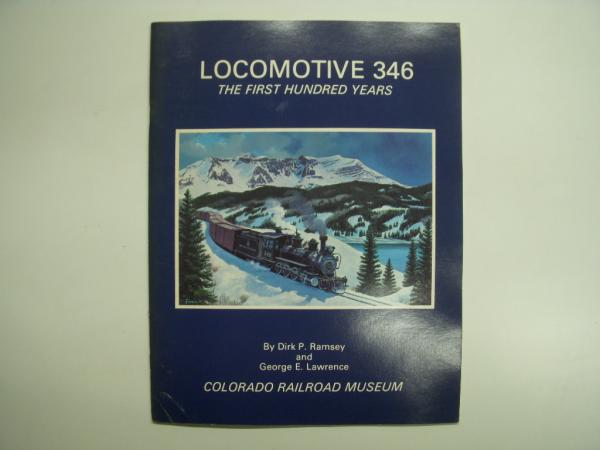 LOCOMOTIVE 346
THE FIRST HUNDRED YEARS
By Dirk P. Ramsey
and
George E. Lawrence
COLORADO RAILROAD MUSEUM